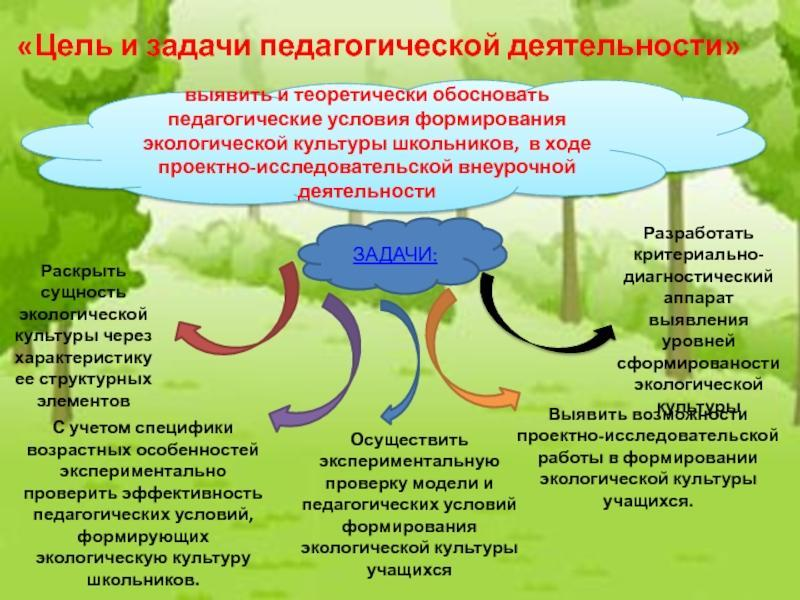 «Цель и задачи педагогической деятельности»
выявить и теоретически обосновать
педагогические условия формирования
экологической культуры школьников, в ходе
проектно-исследовательской внеурочной
деятельности
ЗАДАЧИ:
Раскрыть
сущность
экологической
культуры через
характеристику
ее структурных
элементов
С учетом специфики
возрастных особенностей
экспериментально
проверить эффективность
педагогических условий,
формирующих
экологическую культуру
школьников.
Осуществить
экспериментальную
проверку модели и
педагогических условий
формирования
экологической культуры
учащихся
Выявить возможности
проектно-исследовательской
работы в формировании
экологической культуры
учащихся.
Разработать
критериально-
диагностический
аппарат
выявления
уровней
сформированости
экологической
культуры